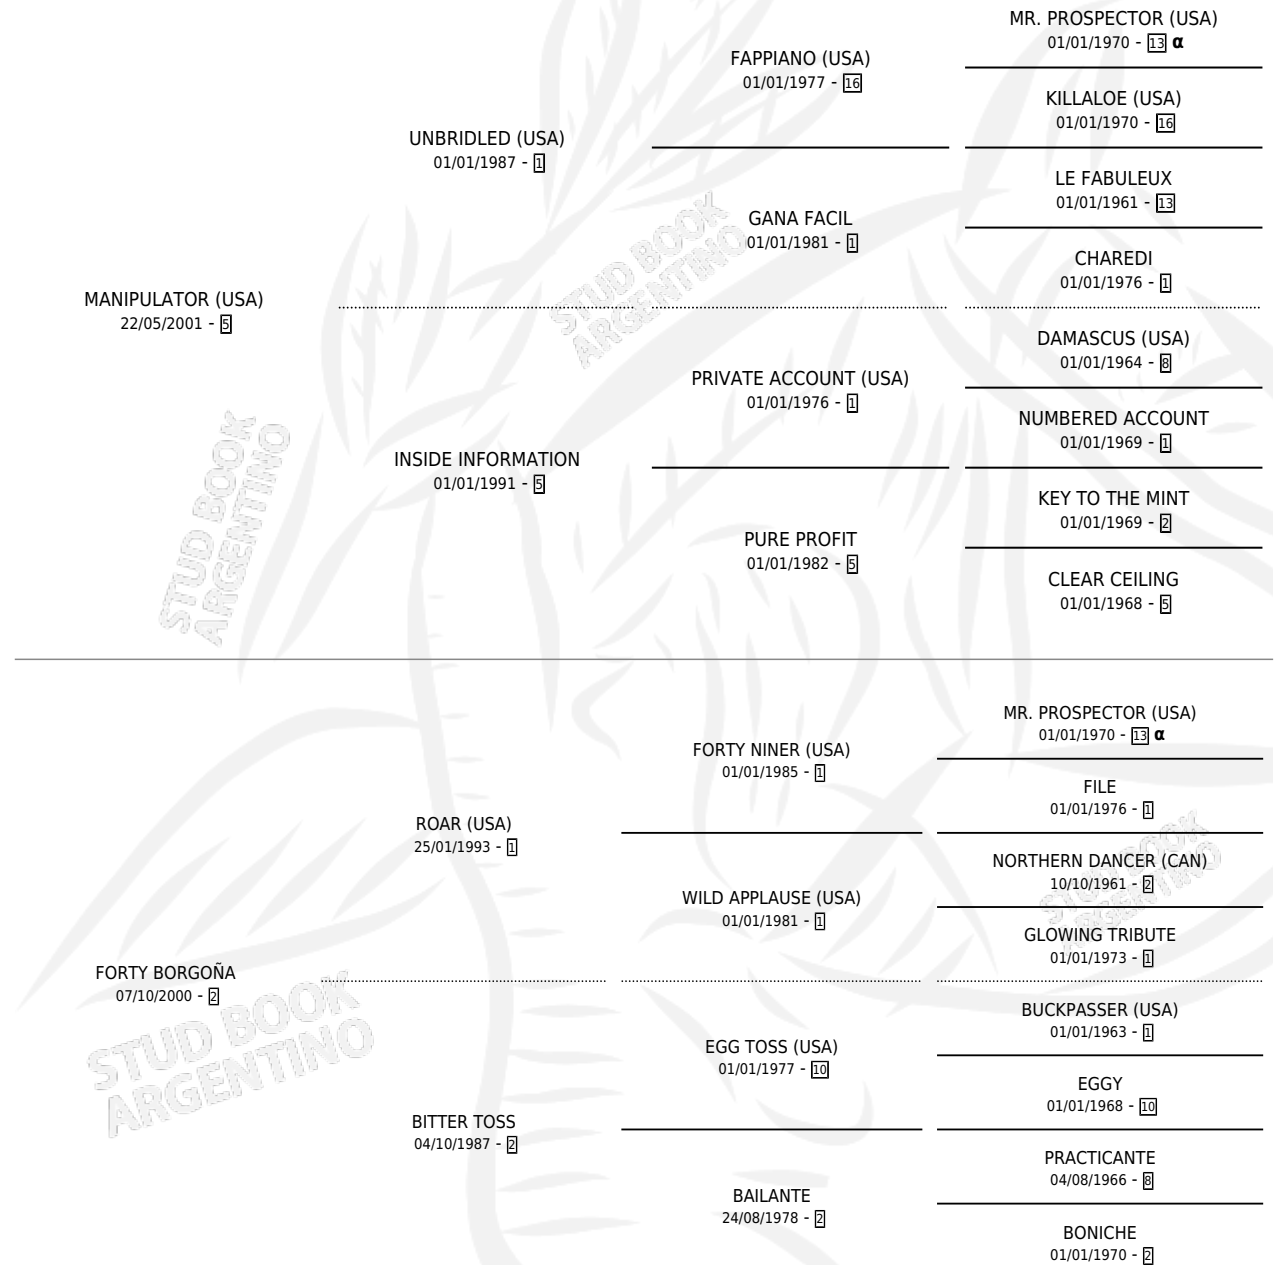 MR. PROSPECTOR (USA)
01/01/1970 - 13 α
FAPPIANO (USA)
01/01/1977 - 16
KILLALOE (USA)
01/01/1970 - 16
UNBRIDLED (USA)
01/01/1987 - 1
LE FABULEUX
01/01/1961 - 13
GANA FACIL
01/01/1981 - 1
CHAREDI
01/01/1976 - 1
MANIPULATOR (USA)
22/05/2001 - 5
DAMASCUS (USA)
01/01/1964 - 8
PRIVATE ACCOUNT (USA)
01/01/1976 - 1
NUMBERED ACCOUNT
01/01/1969 - 1
INSIDE INFORMATION
01/01/1991 - 5
KEY TO THE MINT
01/01/1969 - 2
PURE PROFIT
01/01/1982 - 5
CLEAR CEILING
01/01/1968 - 5
STUD BOOK
ARGENTINO
STUD BOOK
ARGENTINO
MR. PROSPECTOR (USA)
01/01/1970 - 13 α
FORTY NINER (USA)
01/01/1985 - 1
FILE
01/01/1976 - 1
ROAR (USA)
25/01/1993 - 1
NORTHERN DANCER (CAN)
10/10/1961 - 2
WILD APPLAUSE (USA)
01/01/1981 - 1
GLOWING TRIBUTE
01/01/1973 - 1
FORTY BORGOÑA
07/10/2000 - 2
BUCKPASSER (USA)
01/01/1963 - 1
EGG TOSS (USA)
01/01/1977 - 10
EGGY
01/01/1968 - 10
BITTER TOSS
04/10/1987 - 2
PRACTICANTE
04/08/1966 - 8
BAILANTE
24/08/1978 - 2
BONICHE
01/01/1970 - 2
STUD BOOK
ARGENTINO
STUD BOOK
ARGENTINO